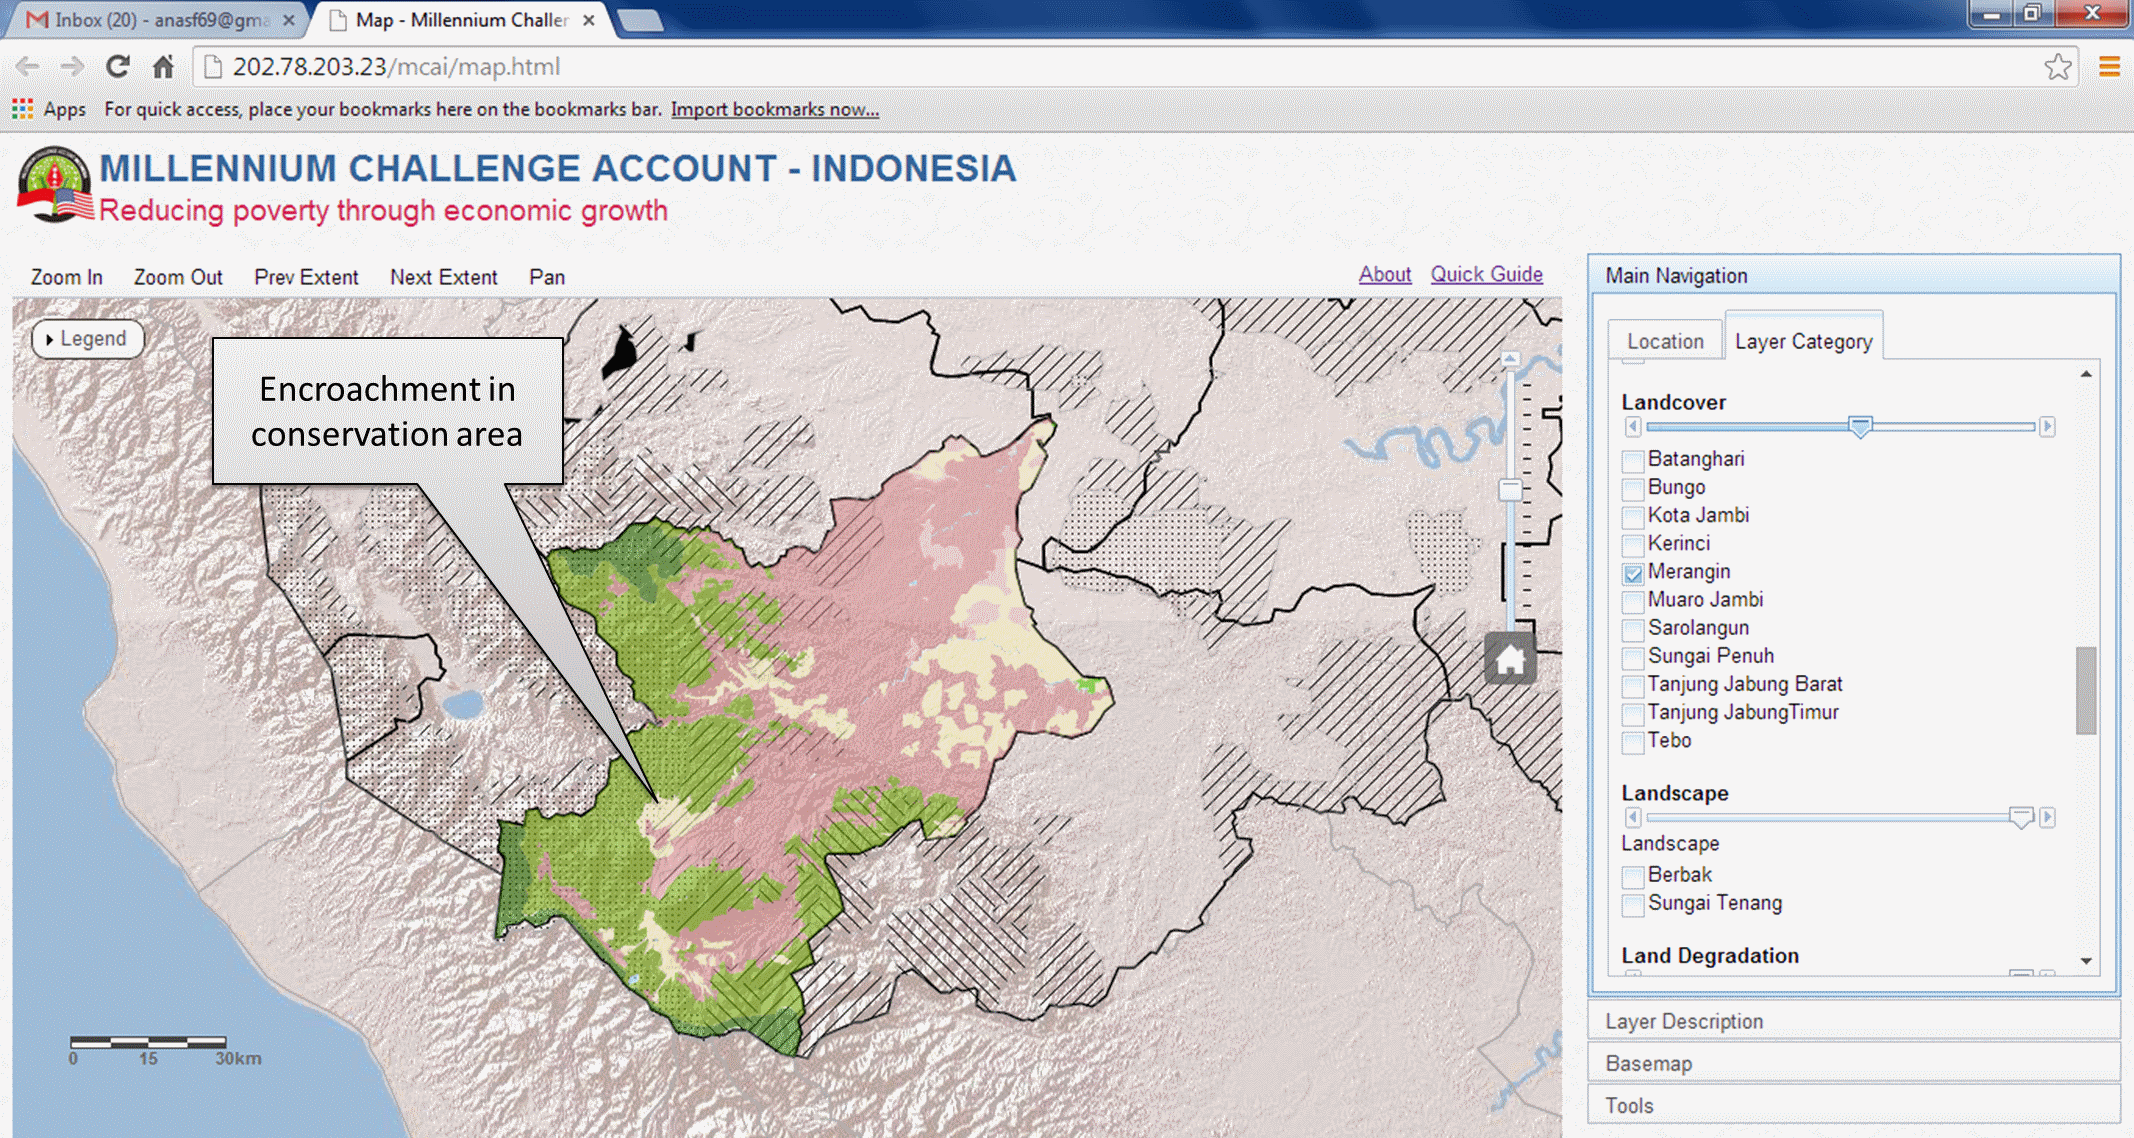 Inbox (20) - anasf69@gma
Map - Millennium Challer
202.78.203.23/mcai/map.html
Apps For quick access, place your bookmarks here on the bookmarks bar. Import bookmarks now...
MILLENNIUM CHALLENGE ACCOUNT - INDONESIA
Reducing poverty through economic growth
Zoom In Zoom Out Prev Extent Next Extent Pan
About Quick Guide
Legend
Encroachment in
conservation area
0 15 30km
Main Navigation
Location Layer Category
Landcover
Batanghari
Bungo
Kota Jambi
Kerinci
Merangin
Muaro Jambi
Sarolangun
Sungai Penuh
Tanjung Jabung Barat
Tanjung JabungTimur
Tebo
Landscape
Landscape
Berbak
Sungai Tenang
Land Degradation
Layer Description
Basemap
Tools